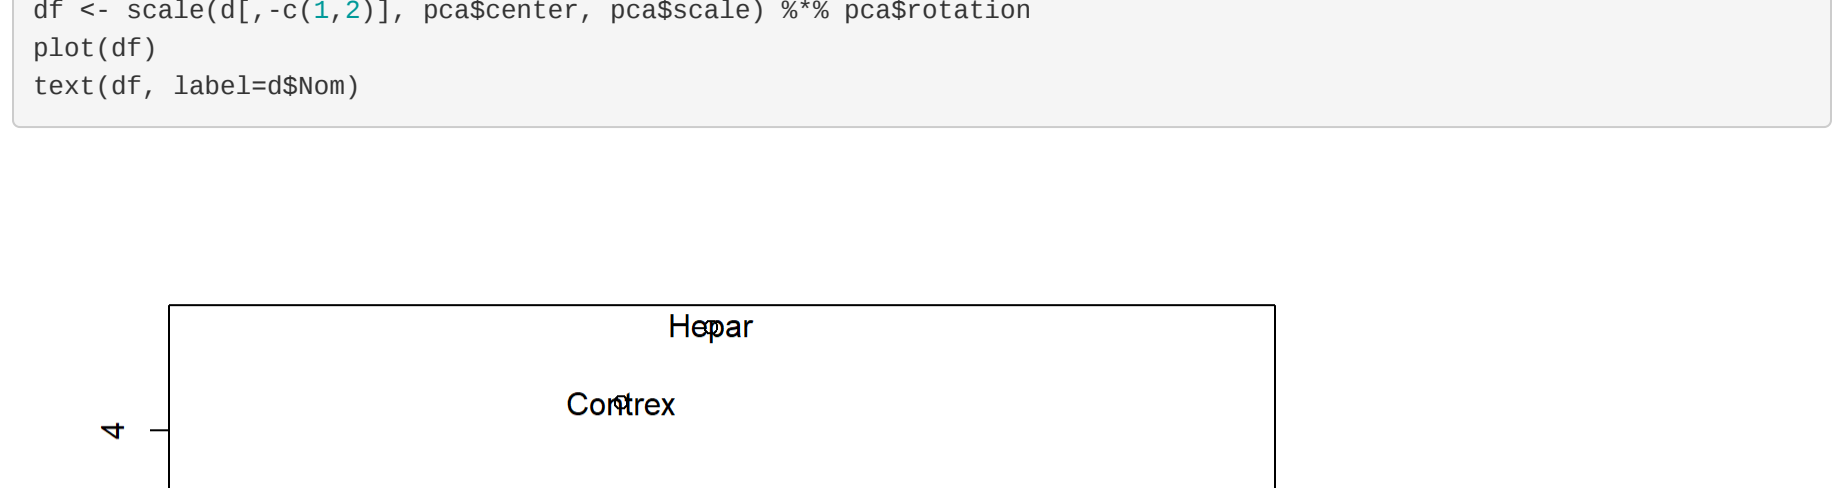 df <- scale(d[,-c(1,2)], pca$center, pca$scale) %*% pca$rotation
plot(df)
text(df, label=d$Nom)
Hepar
Contrex
4